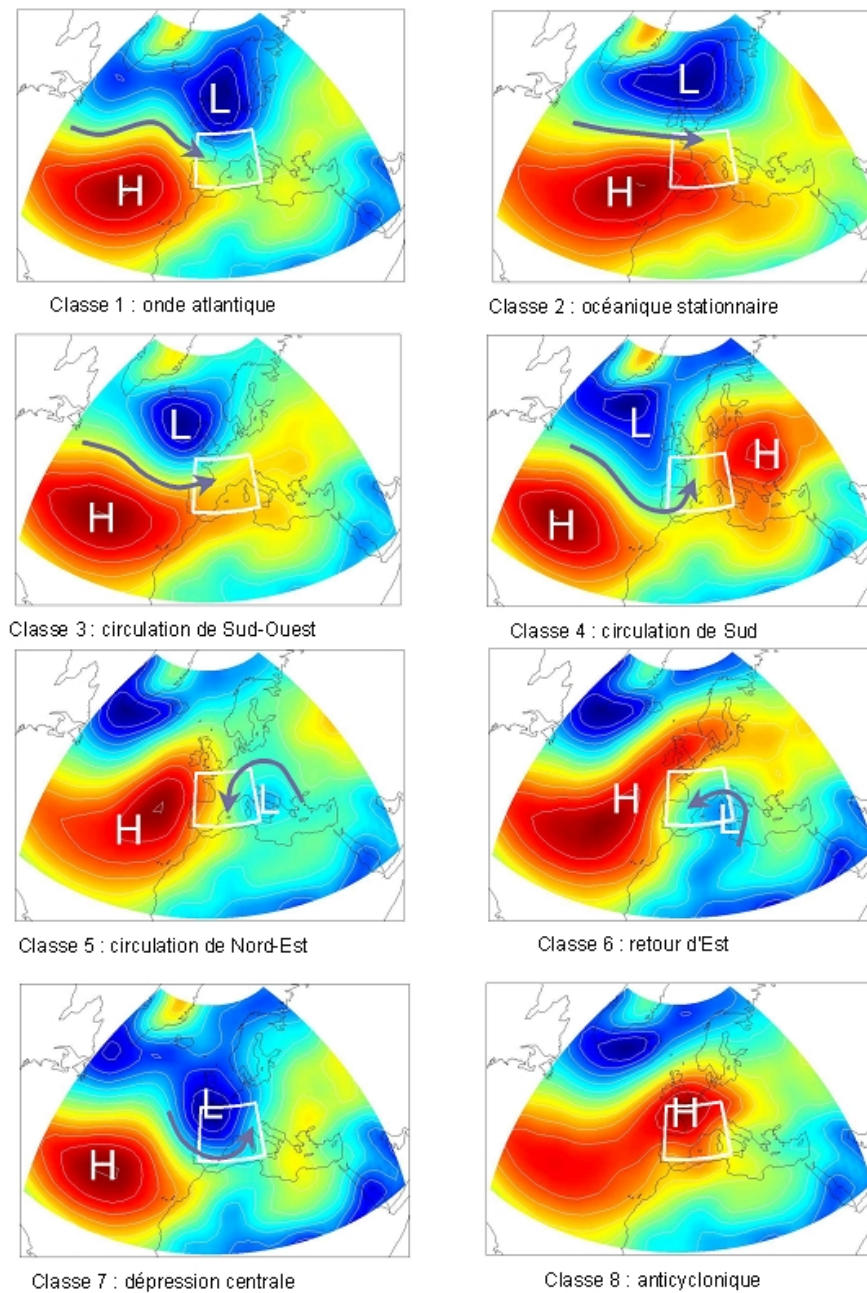 L
H
Classe 1 : onde atlantique
L
H
Classe 2 : océanique stationnaire
L
H
Classe 3 : circulation de Sud-Ouest
L
H
H
Classe 4 : circulation de Sud
H
L
Classe 5 : circulation de Nord-Est
H
L
Classe 6 : retour d'Est
L
H
Classe 7 : dépression centrale
H
Classe 8 : anticyclonique